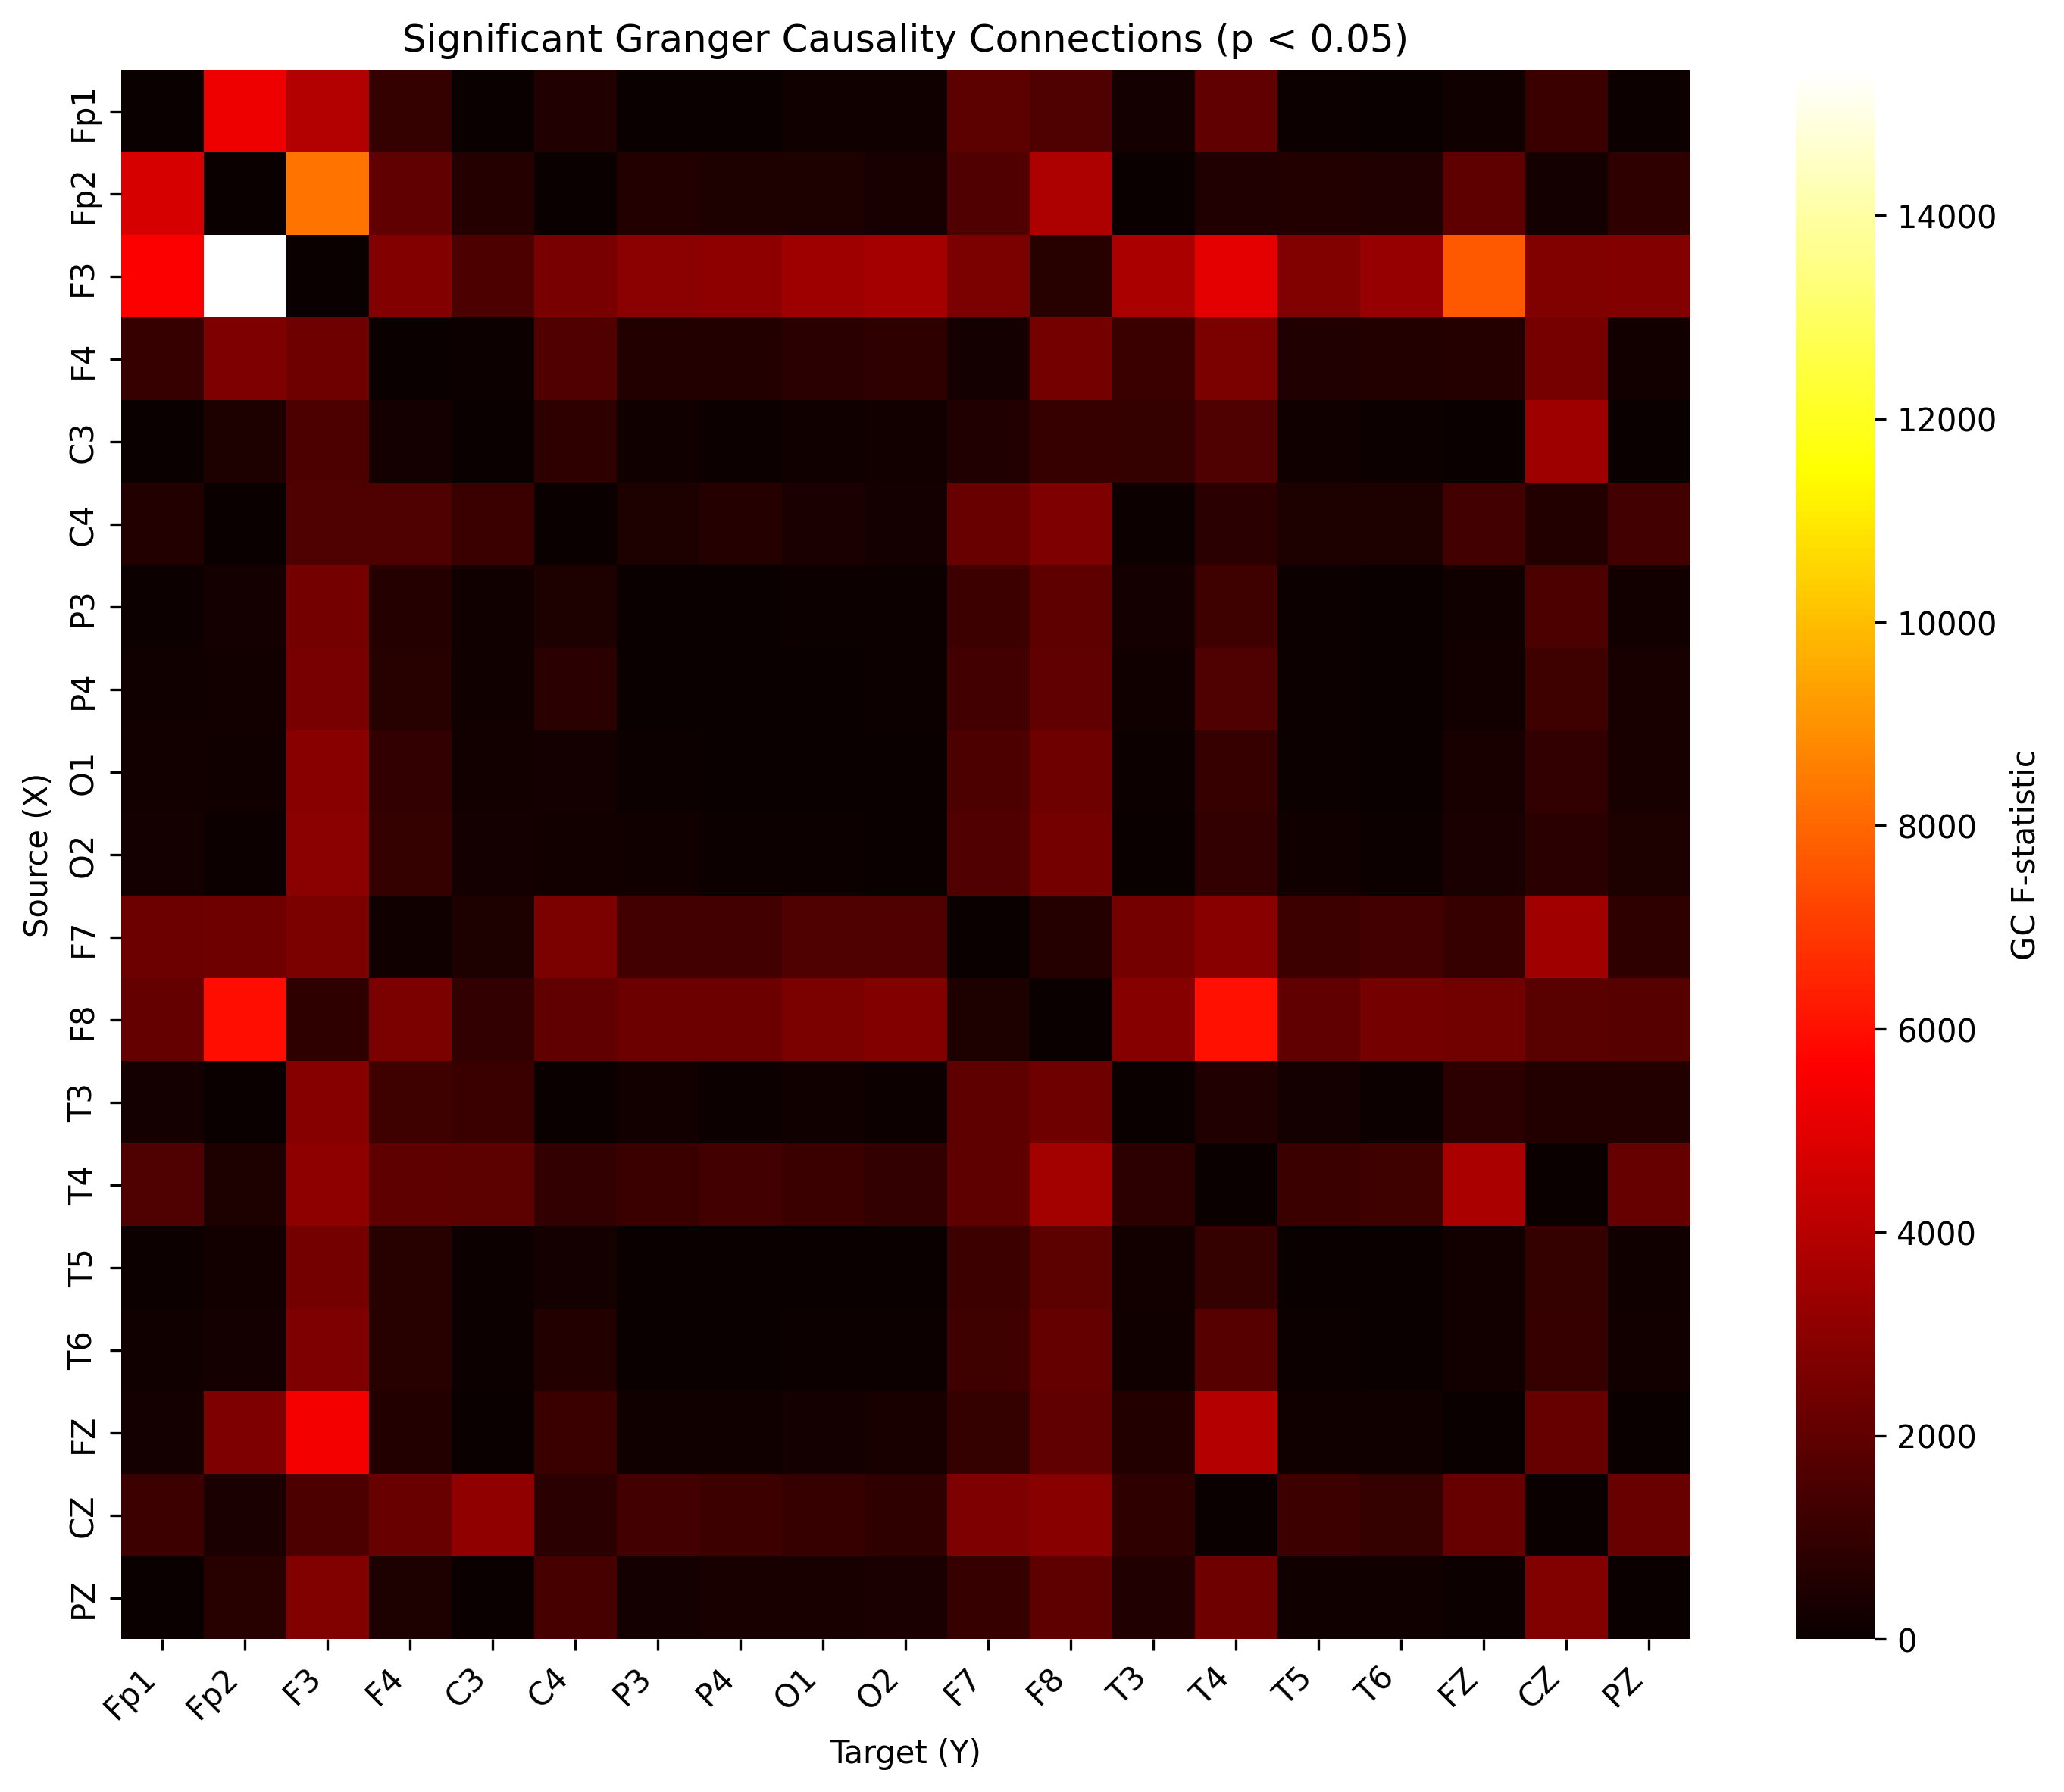 Significant Granger Causality Connections (p < 0.05)
Source (X)
Fp1
Fp2
F3
F4
C3
C4
P3
P4
O1
O2
F7
F8
T3
T4
T5
T6
FZ
CZ
PZ
Fp1 Fp2 F3 F4 C3 C4 P3 P4 O1 O2 F7 F8 T3 T4 T5 T6 FZ CZ PZ
Target (Y)
14000
12000
10000
8000
6000
4000
2000
0
GC F-statistic